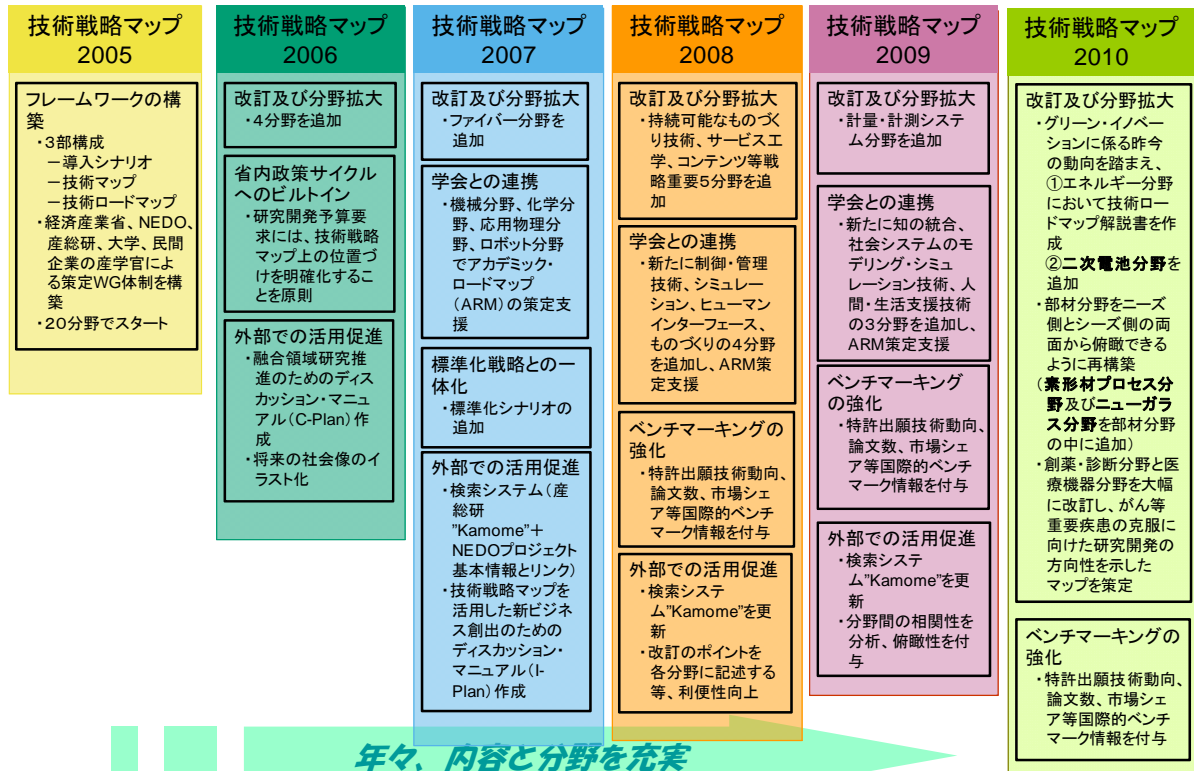 技術戦略マップ
2005
フレームワークの構
築
・3部構成
－導入シナリオ
－技術マップ
－技術ロードマップ
・経済産業省、NEDO、
産総研、大学、民間
企業の産学官によ
る策定WG体制を構
築
・20分野でスタート
技術戦略マップ
2006
改訂及び分野拡大
・4分野を追加
省内政策サイクル
へのビルトイン
・研究開発予算要
求には、技術戦略
マップ上の位置づ
けを明確化するこ
とを原則
外部での活用促進
・融合領域研究推
進のためのディス
カッション・マニュ
アル(C-Plan)作
成
・将来の社会像のイ
ラスト化
技術戦略マップ
2007
改訂及び分野拡大
・ファイバー分野を
追加
学会との連携
・機械分野、化学分
野、応用物理分
野、ロボット分野
でアカデミック・
ロードマップ
(ARM)の策定支
援
標準化戦略との一
体化
・標準化シナリオの
追加
外部での活用促進
・検索システム(産
総研
"Kamome"＋
NEDOプロジェクト
基本情報とリンク)
・技術戦略マップを
活用した新ビジネ
ス創出のための
ディスカッション・
マニュアル(I-
Plan)作成
技術戦略マップ
2008
改訂及び分野拡大
・持続可能なものづく
り技術、サービスエ
学、コンテンツ等戦
略重要5分野を追
加
学会との連携
・新たに制御・管理
技術、シミュレー
ション、ヒューマン
インターフェース、
ものづくりの4分野
を追加し、ARM策
定支援
ベンチマーキングの
強化
・特許出願技術動向、
論文数、市場シェ
ア等国際的ベンチ
マーク情報を付与
外部での活用促進
・検索システ
ム"Kamome"を更
新
・改訂のポイントを
各分野に記述する
等、利便性向上
技術戦略マップ
2009
改訂及び分野拡大
・計量・計測システ
ム分野を追加
学会との連携
・新たに知の統合、
社会システムのモ
デリング・シミュ
レーション技術、人
間・生活支援技術
の3分野を追加し、
ARM策定支援
ベンチマーキング
の強化
・特許出願技術動向、
論文数、市場シェ
ア等国際的ベンチ
マーク情報を付与
外部での活用促進
・検索システ
ム"Kamome"を更
新
・分野間の相関性を
分析、俯瞰性を付
与
技術戦略マップ
2010
改訂及び分野拡大
・グリーン・イノベー
ションに係る昨今
の動向を踏まえ、
①エネルギー分野
において技術ロー
ドマップ解説書を作
成
②二次電池分野を
追加
・部材分野をニーズ
側とシーズ側の両
面から俯瞰できる
ように再構築
(素形材プロセス分
野及びニューガラ
ス分野を部材分野
の中に追加)
・創薬・診断分野と医
療機器分野を大幅
に改訂し、がん等
重要疾患の克服に
向けた研究開発の
方向性を示した
マップを策定
ベンチマーキングの
強化
・特許出願技術動向、
論文数、市場シェ
ア等国際的ベンチ
マーク情報を付与
年々、内容と分野を充実